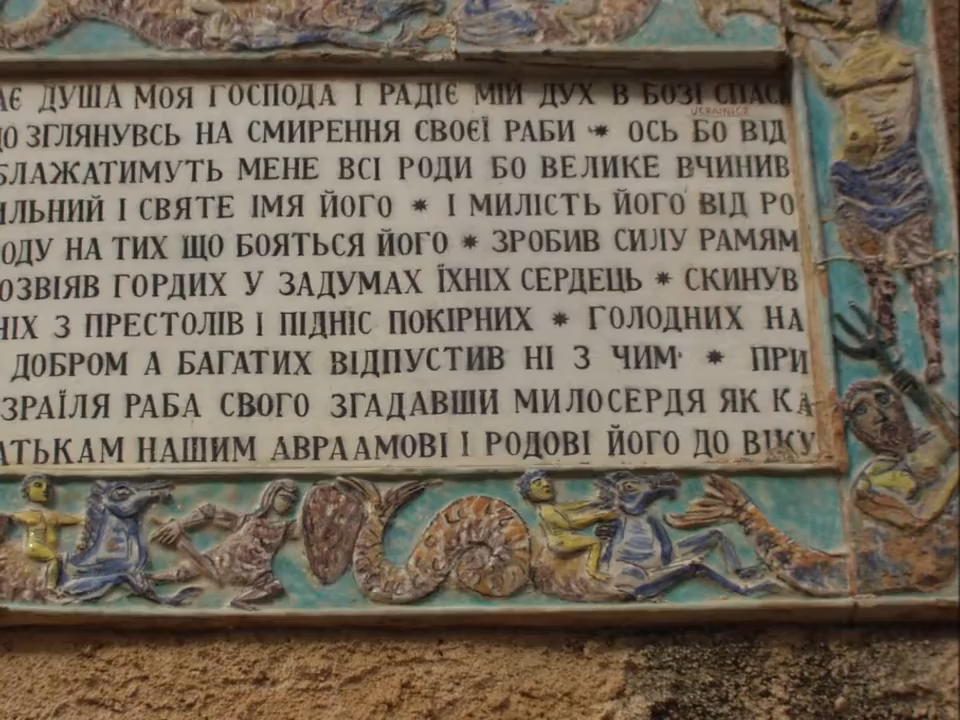 АЄ ДУША МОЯ ГОСПОДА І РАДІЄ МІЙ ДУХ В БОЗІ СПАСИ
UCRAINICE
ЩО ЗГЛЯНУВСЬ НА СМИРЕННЯ СВОЄЇ РАБИ * ОСЬ БО ВІД
БЛАЖАТИМУТЬ МЕНЕ ВСІ РОДИ БО ВЕЛИКЕ ВЧИНИВ
ИЛЬНИЙ І СВЯТЕ ІМЯ ЙОГО * І МИЛІСТЬ ЙОГО ВІД РО
ОДУ НА ТИХ ЩО БОЯТЬСЯ ЙОГО * ЗРОБИВ СИЛУ РАМЯМ
ОЗВІЯВ ГОРДИХ У ЗАДУМАХ ЇХНІХ СЕРДЕЦЬ * СКИНУВ
НІХ З ПРЕСТОЛІВ І ПІДНІС ПОКІРНИХ * ГОЛОДНИХ НА
ДОБРОМ А БАГАТИХ ВІДПУСТИВ НІ З ЧИМ * ПРИ
ЗРАЇЛЯ РАБА СВОГО ЗГАДАВШИ МИЛОСЕРДЯ ЯК КА
АТЬКАМ НАШИМ АВРААМОВІ І РОДОВІ ЙОГО ДО ВІКУ